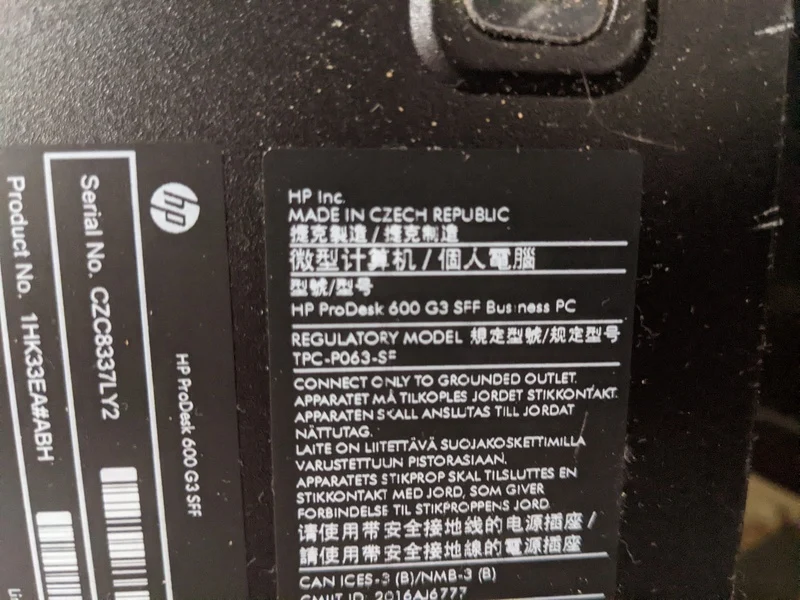 hp
HP ProDesk 600 G3 SFF
Serial No. CZC8337LY2
Product No. 1HK33EA#ABH
HP Inc.
MADE IN CZECH REPUBLIC
捷克製造 / 捷克制造
微型计算机 / 個人電腦
型號/型号
HP ProDesk 600 G3 SFF Business PC
REGULATORY MODEL 規定型號/规定型号
TPC-P063-SF
CONNECT ONLY TO GROUNDED OUTLET.
APPARATET MÅ TILKOPLES JORDET STIKKONTAKT.
APPARATEN SKALL ANSLUTAS TILL JORDAT
NÄTTUTAG.
LAITE ON LIITETTÄVÄ SUOJAKOSKETTIMILLA
VARUSTETTUUN PISTORASIAAN.
APPARATETS STIKPROP SKAL TILSLUTTES EN
STIKKONTAKT MED JORD, SOM GIVER
FORBINDELSE TIL STIKPROPPENS JORD.
请使用带安全接地线的电源插座 /
請使用帶安全接地線的電源插座
CAN ICES-3 (B)/NMB-3 (B)
CMIIT ID: 2016AJ6777